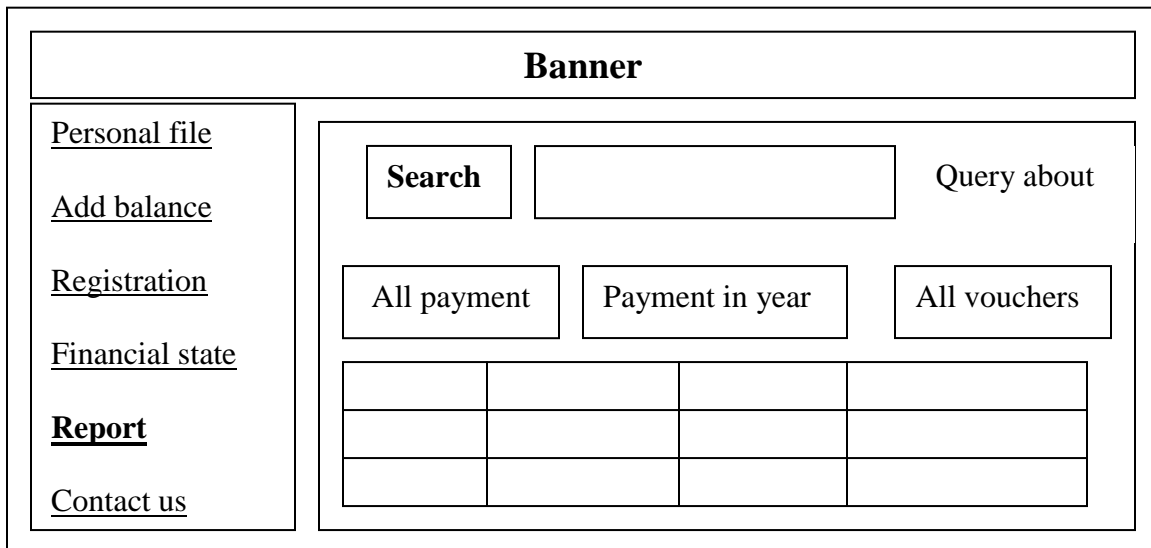 Banner
Personal file
Add balance
Registration
Financial state
Report
Contact us
Search
Query about
All payment
Payment in year
All vouchers